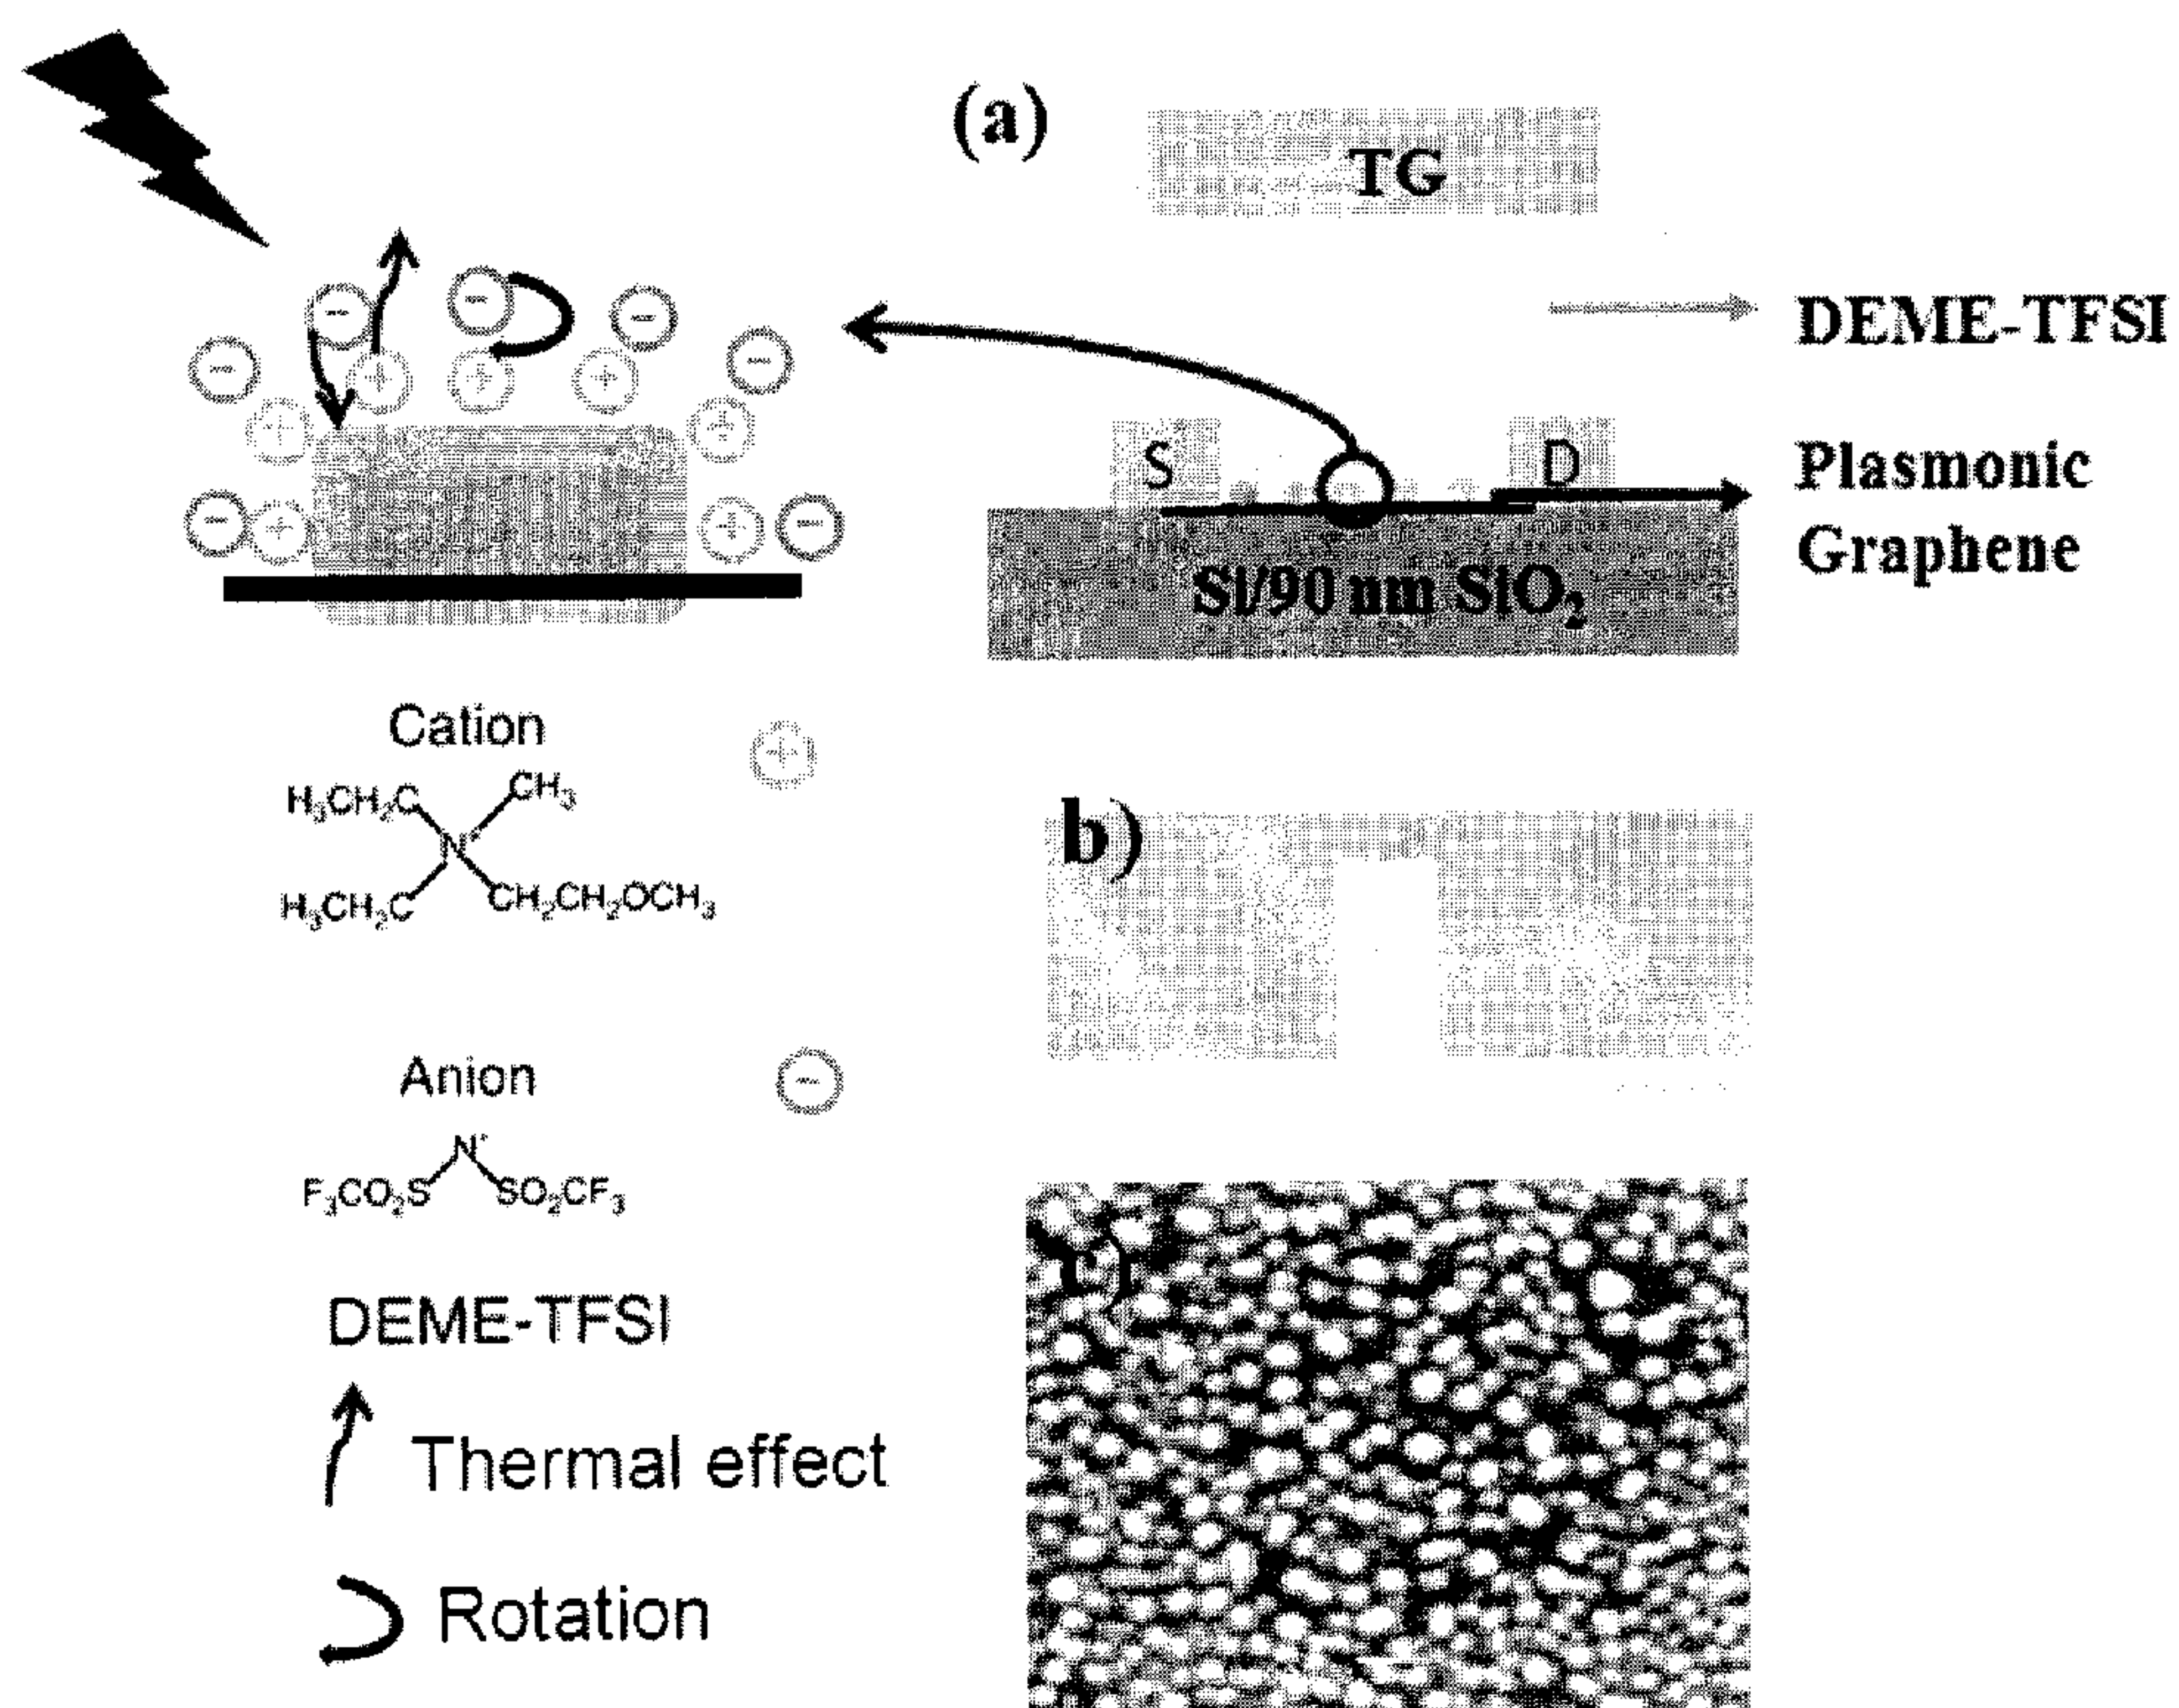 (a)
TG
DEME-TFSI
S
D
Plasmonic
Graphene
Si/90 nm SiO₂
+
-
Cation
+
H₃CH₂C
CH₃
N⁺
H₃CH₂C
CH₂CH₂OCH₃
b)
Anion
-
N⁻
F₃CO₂S
SO₂CF₃
c)
DEME-TFSI
Thermal effect
Rotation